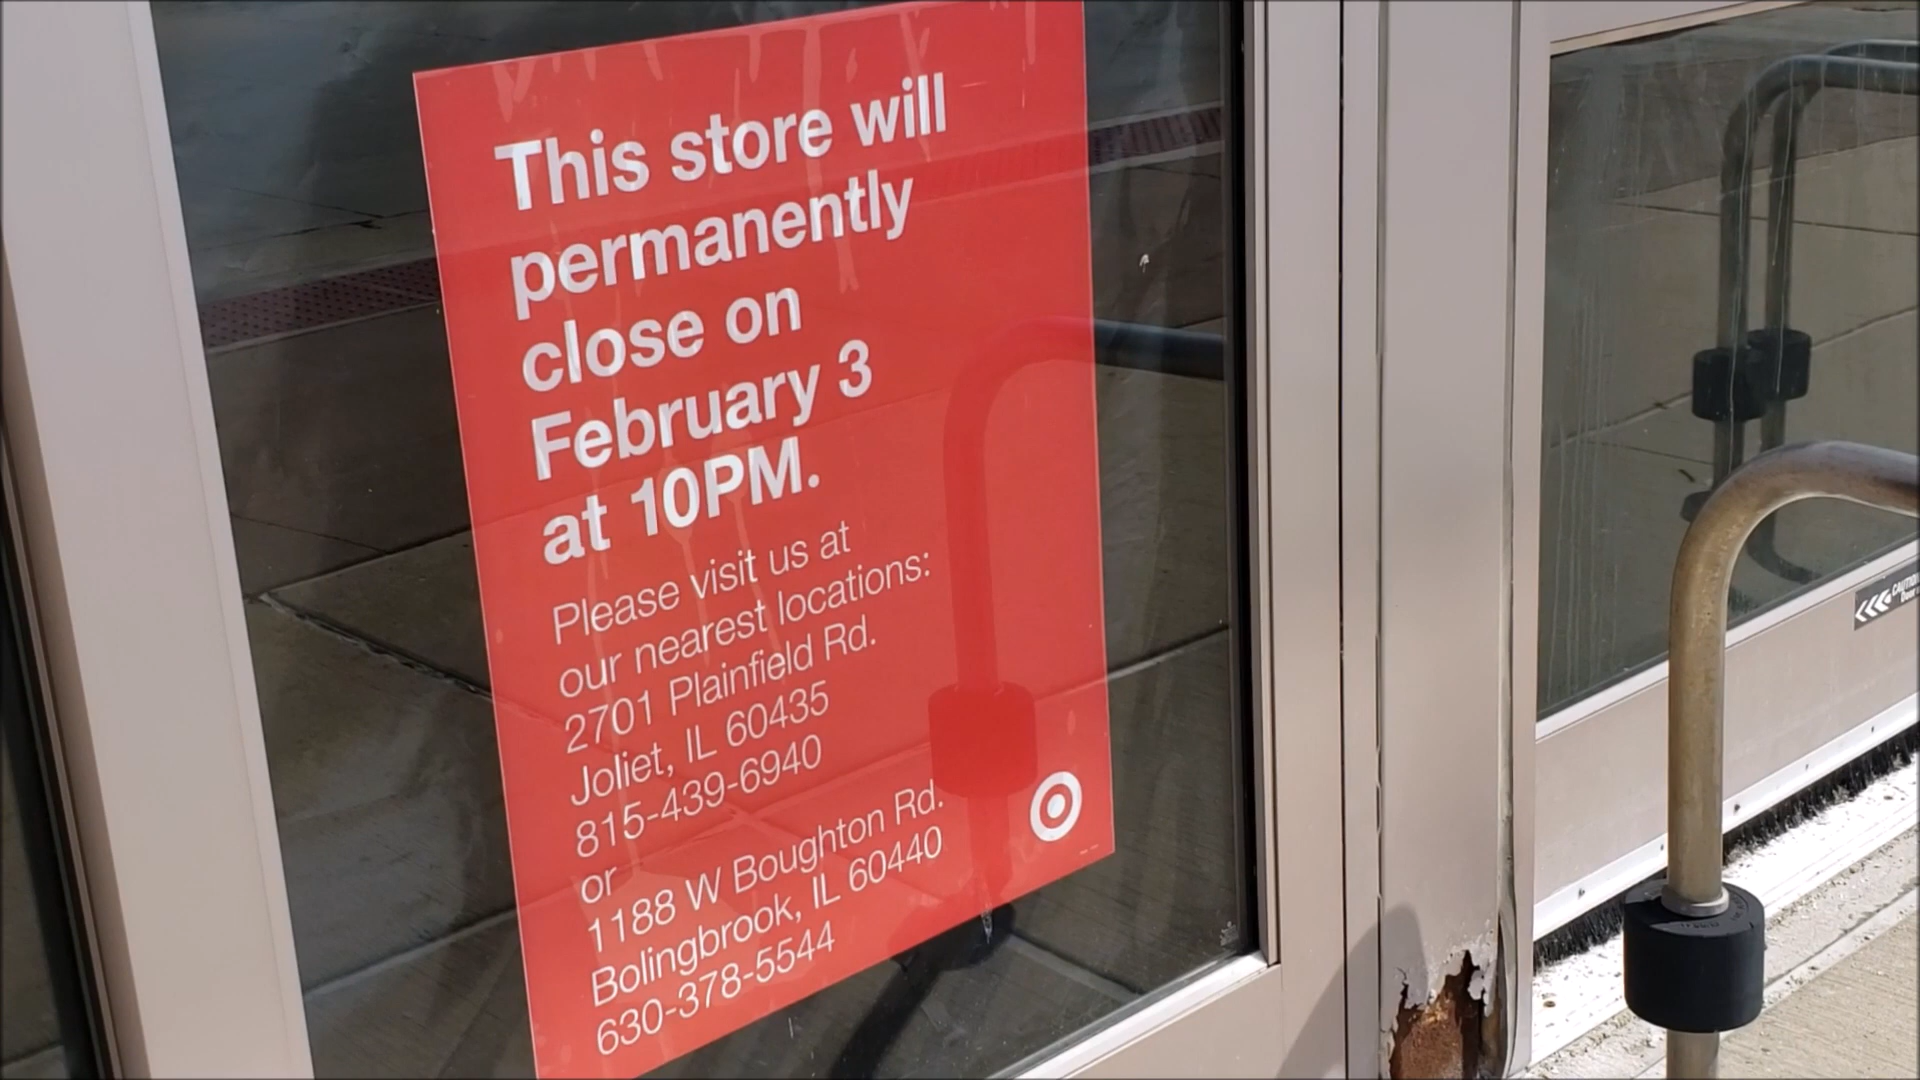 This store will
permanently
close on
February 3
at 10PM.
Please visit us at
our nearest locations:
2701 Plainfield Rd.
Joliet, IL 60435
815-439-6940
or
1188 W Boughton Rd.
Bolingbrook, IL 60440
630-378-5544